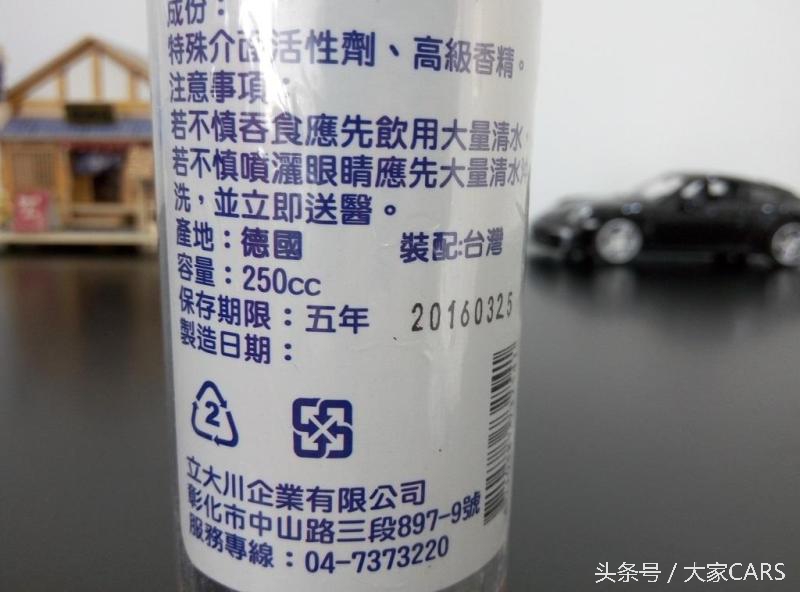 成份：
特殊介面活性劑、高級香精。
注意事項：
若不慎吞食應先飲用大量清水，
若不慎噴灑眼睛應先大量清水沖
洗，並立即送醫。
產地：德國 裝配:台灣
容量：250cc
保存期限：五年 20160325
製造日期：
2
立大川企業有限公司
彰化市中山路三段897-9號
服務專線：04-7373220
头条号 / 大家CARS